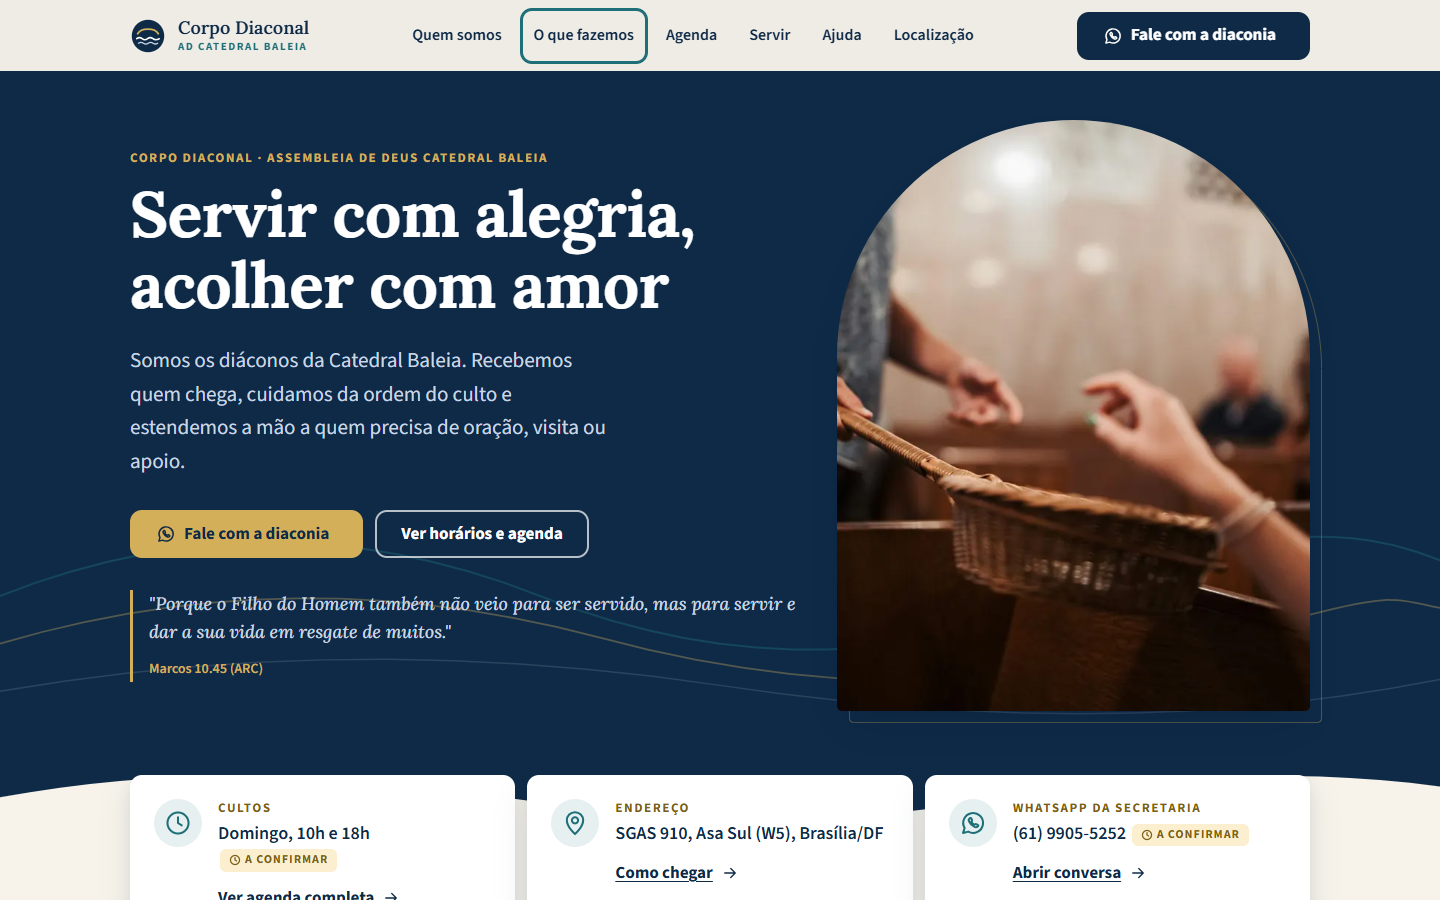 Corpo Diaconal
AD CATEDRAL BALEIA
Quem somos
O que fazemos
Agenda
Servir
Ajuda
Localização
Fale com a diaconia
CORPO DIACONAL · ASSEMBLEIA DE DEUS CATEDRAL BALEIA
Servir com alegria,
acolher com amor
Somos os diáconos da Catedral Baleia. Recebemos
quem chega, cuidamos da ordem do culto e
estendemos a mão a quem precisa de oração, visita ou
apoio.
Fale com a diaconia
Ver horários e agenda
"Porque o Filho do Homem também não veio para ser servido, mas para servir e
dar a sua vida em resgate de muitos."
Marcos 10.45 (ARC)
CULTOS
Domingo, 10h e 18h
A CONFIRMAR
Ver agenda completa
ENDEREÇO
SGAS 910, Asa Sul (W5), Brasília/DF
Como chegar
WHATSAPP DA SECRETARIA
(61) 9905-5252 A CONFIRMAR
Abrir conversa